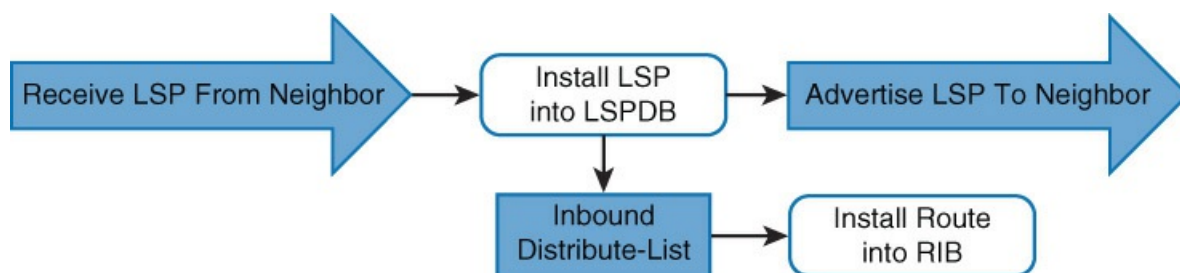 Receive LSP From Neighbor
Install LSP
into LSPDB
Advertise LSP To Neighbor
Inbound
Distribute-List
Install Route
into RIB